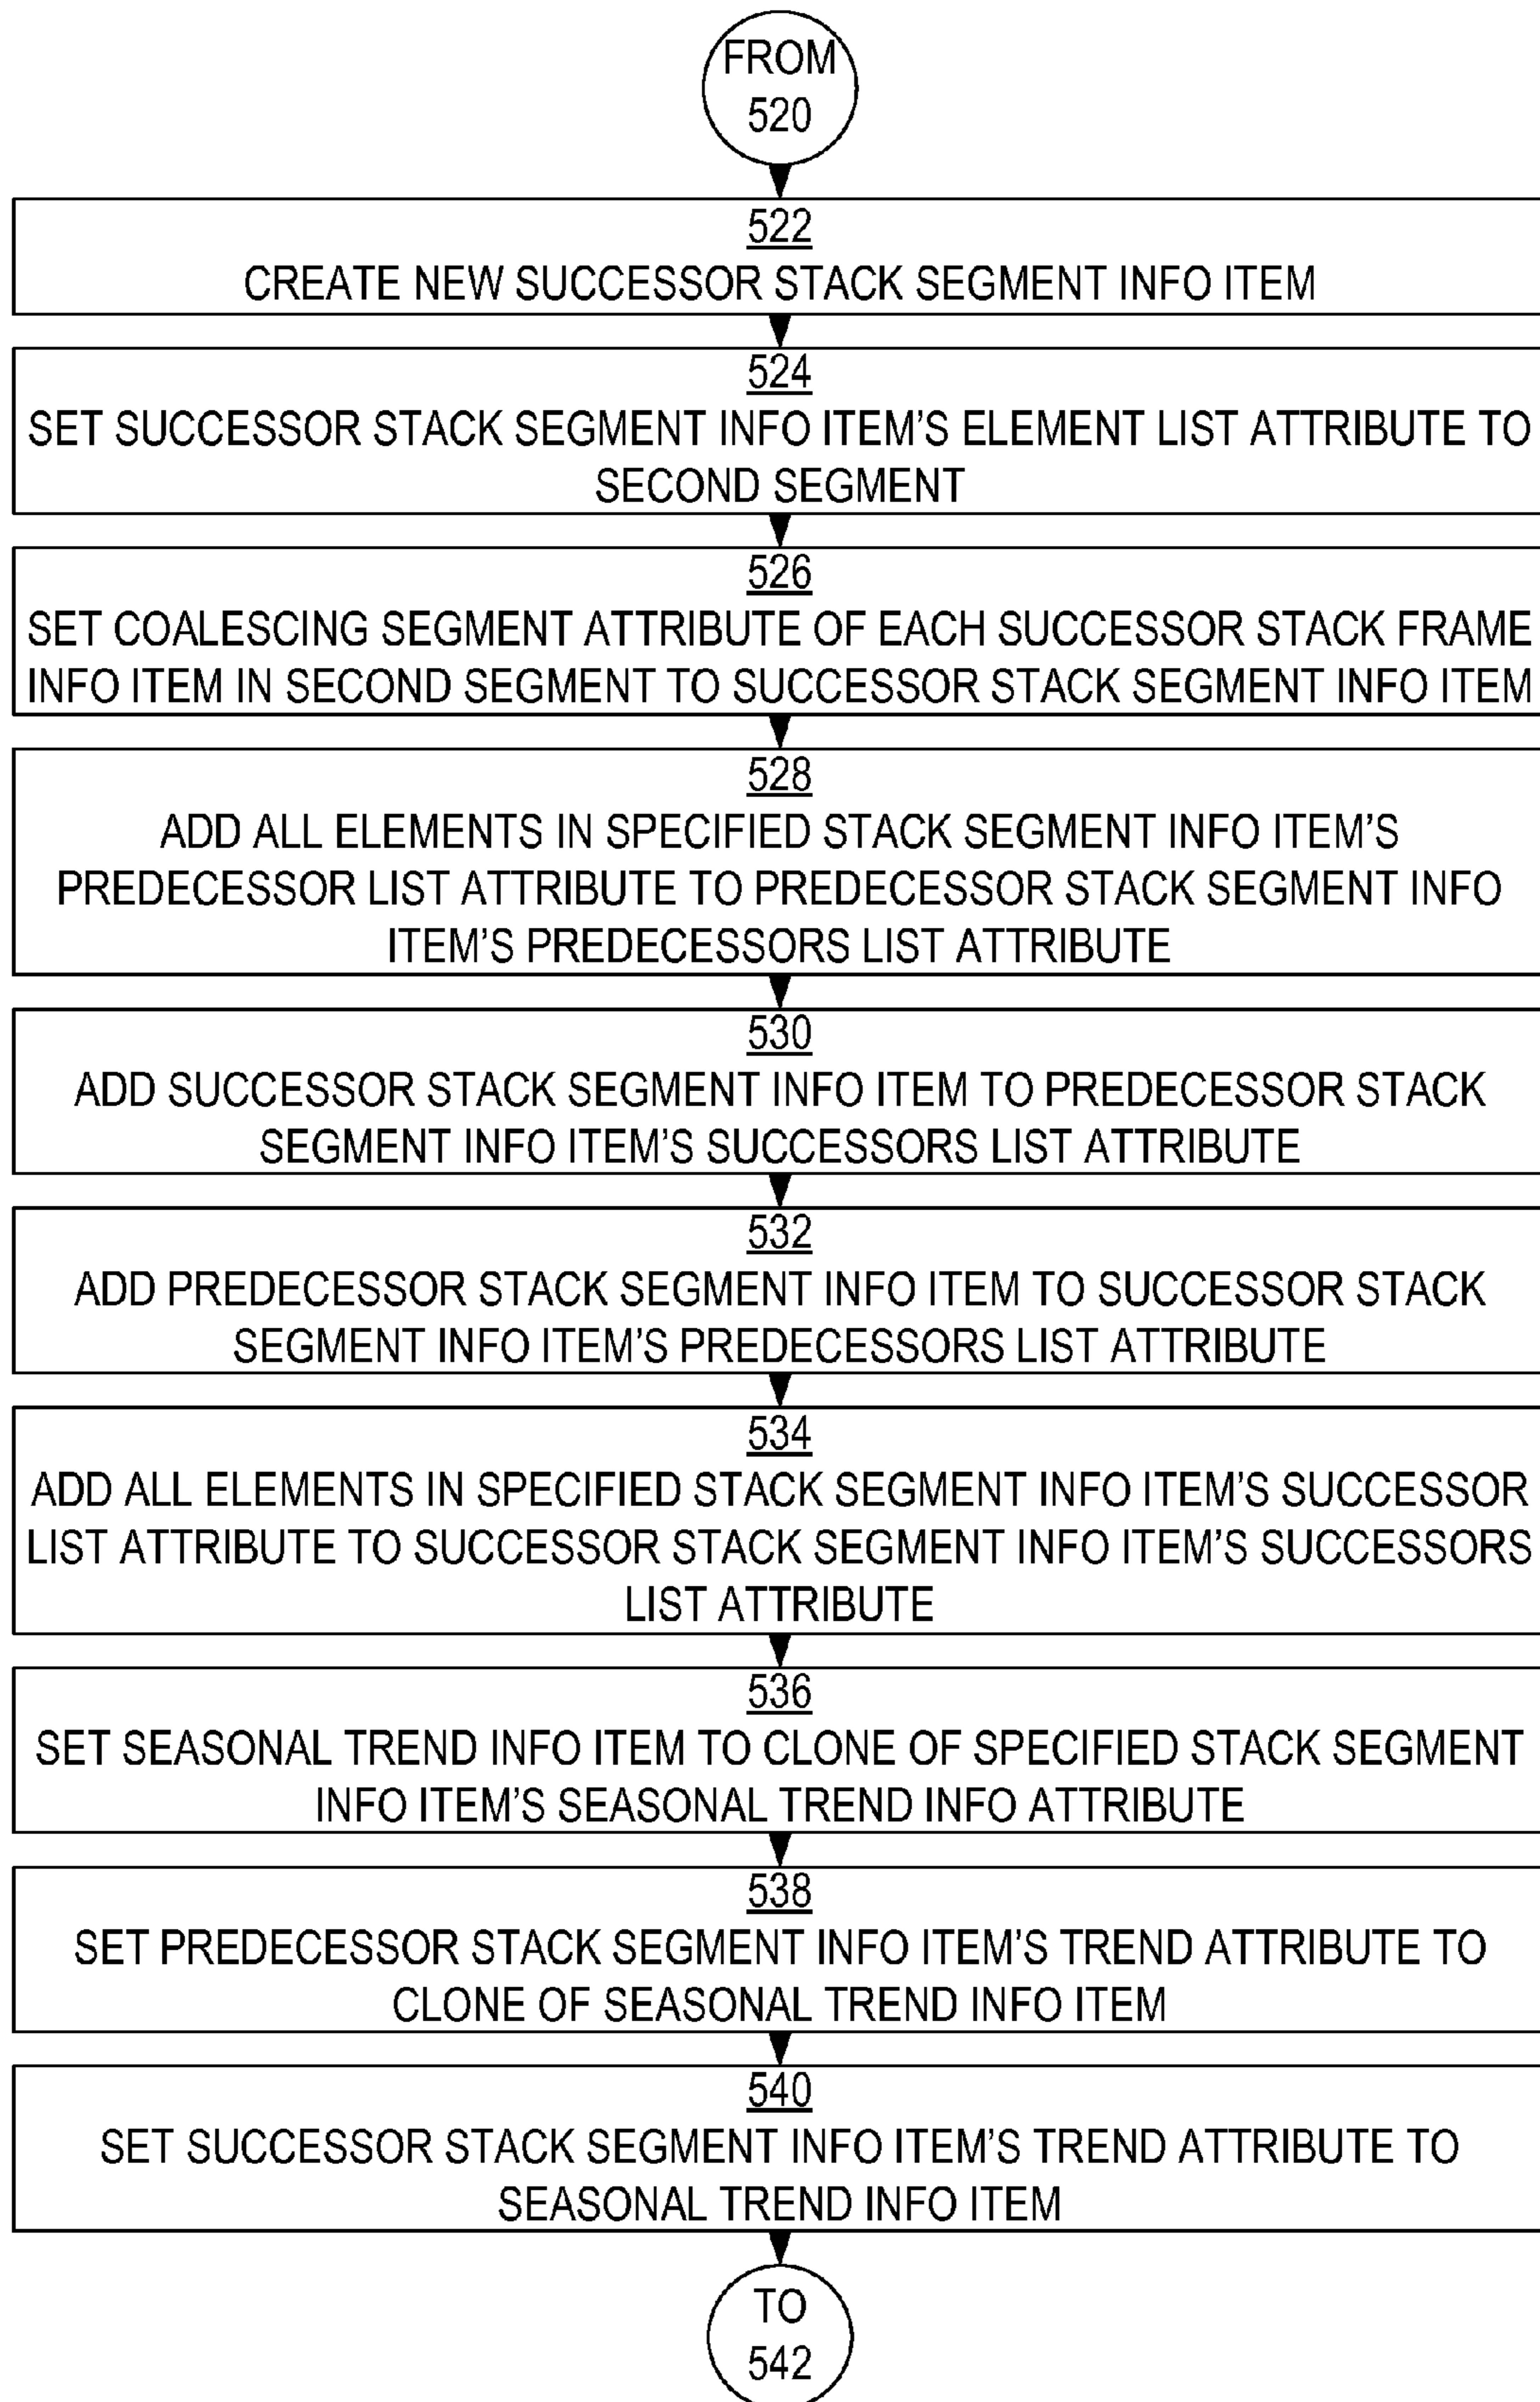 FROM
520
522
CREATE NEW SUCCESSOR STACK SEGMENT INFO ITEM
524
SET SUCCESSOR STACK SEGMENT INFO ITEM'S ELEMENT LIST ATTRIBUTE TO
SECOND SEGMENT
526
SET COALESCING SEGMENT ATTRIBUTE OF EACH SUCCESSOR STACK FRAME
INFO ITEM IN SECOND SEGMENT TO SUCCESSOR STACK SEGMENT INFO ITEM
528
ADD ALL ELEMENTS IN SPECIFIED STACK SEGMENT INFO ITEM'S
PREDECESSOR LIST ATTRIBUTE TO PREDECESSOR STACK SEGMENT INFO
ITEM'S PREDECESSORS LIST ATTRIBUTE
530
ADD SUCCESSOR STACK SEGMENT INFO ITEM TO PREDECESSOR STACK
SEGMENT INFO ITEM'S SUCCESSORS LIST ATTRIBUTE
532
ADD PREDECESSOR STACK SEGMENT INFO ITEM TO SUCCESSOR STACK
SEGMENT INFO ITEM'S PREDECESSORS LIST ATTRIBUTE
534
ADD ALL ELEMENTS IN SPECIFIED STACK SEGMENT INFO ITEM'S SUCCESSOR
LIST ATTRIBUTE TO SUCCESSOR STACK SEGMENT INFO ITEM'S SUCCESSORS
LIST ATTRIBUTE
536
SET SEASONAL TREND INFO ITEM TO CLONE OF SPECIFIED STACK SEGMENT
INFO ITEM'S SEASONAL TREND INFO ATTRIBUTE
538
SET PREDECESSOR STACK SEGMENT INFO ITEM'S TREND ATTRIBUTE TO
CLONE OF SEASONAL TREND INFO ITEM
540
SET SUCCESSOR STACK SEGMENT INFO ITEM'S TREND ATTRIBUTE TO
SEASONAL TREND INFO ITEM
TO
542